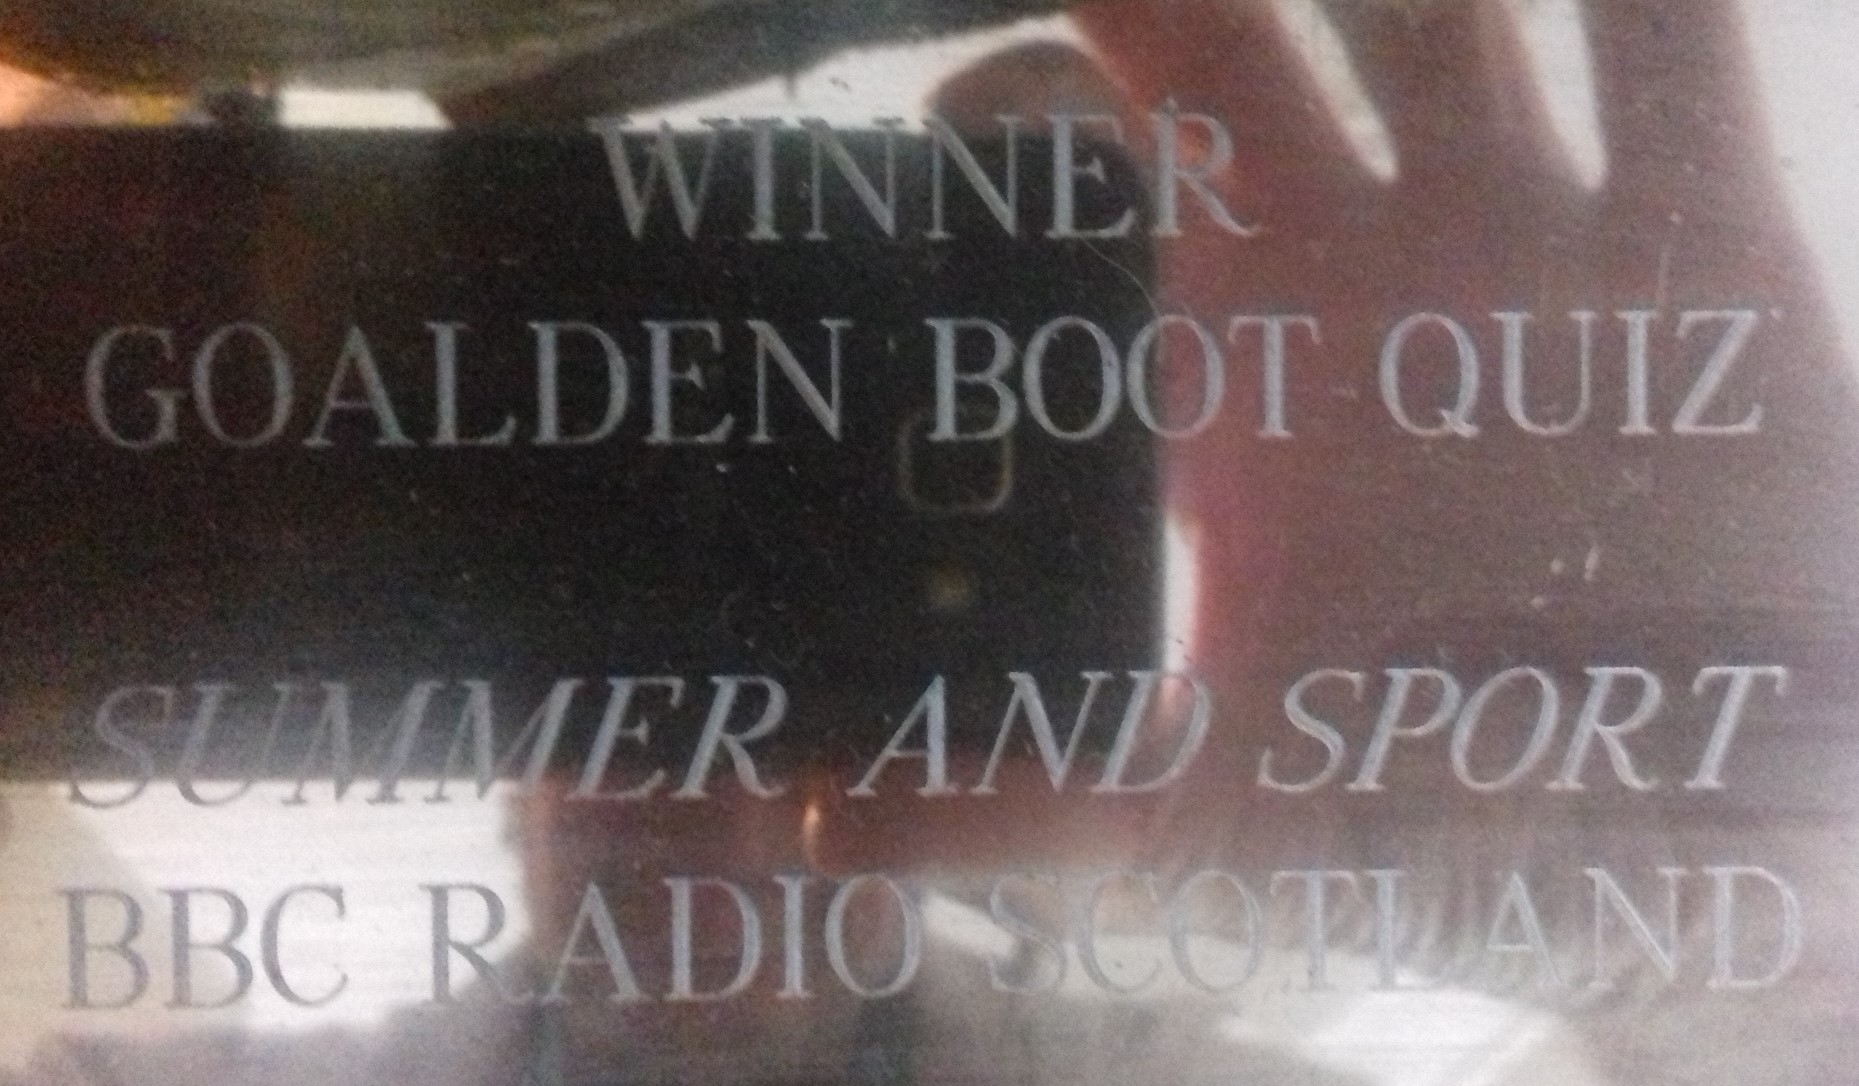 WINNER
GOALDEN BOOT QUIZ
SUMMER AND SPORT
BBC RADIO SCOTLAND